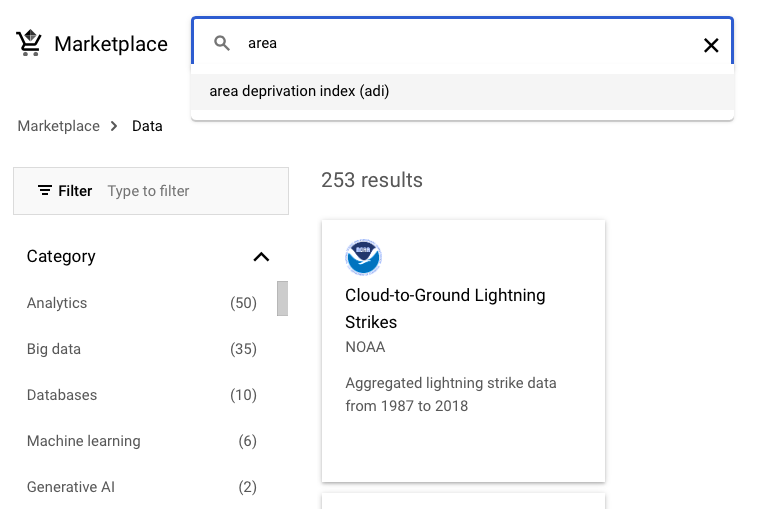 Marketplace
area
area deprivation index (adi)
Marketplace > Data
Filter Type to filter
253 results
Category
Analytics (50)
Big data (35)
Databases (10)
Machine learning (6)
Generative AI (2)
NOAA
Cloud-to-Ground Lightning
Strikes
NOAA
Aggregated lightning strike data
from 1987 to 2018